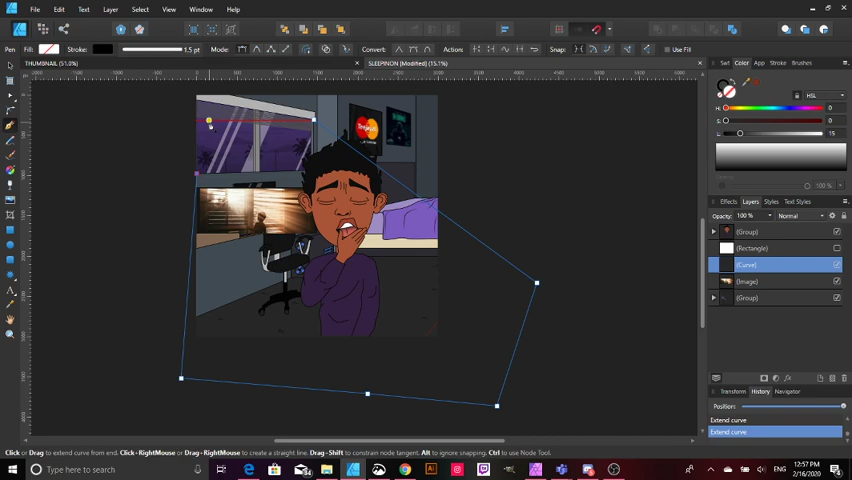 File Edit Text Layer Select View Window Help
Pen Fill: Stroke: 1.5 pt Mode: Convert: Action: Snap: Use Fill
THUMBNAIL (51.0%) SLEEPINON [Modified] (15.1%)
Set Color App Stroke Brushes
HSL
H: 0
S: 0
L: 15
100 %
Effects Layers Styles Text Styles
Opacity: 100 % Normal
(Group)
(Rectangle)
(Curve)
(Image)
(Group)
Transform History Navigator
Position:
Extend curve
Extend curve
Click or Drag to extend curve from end. Click+RightMouse or Drag+RightMouse to create a straight line. Drag+Shift to constrain node tangent. Alt to ignore snapping. Ctrl to use Node Tool.
Type here to search
12:57 PM
2/16/2020